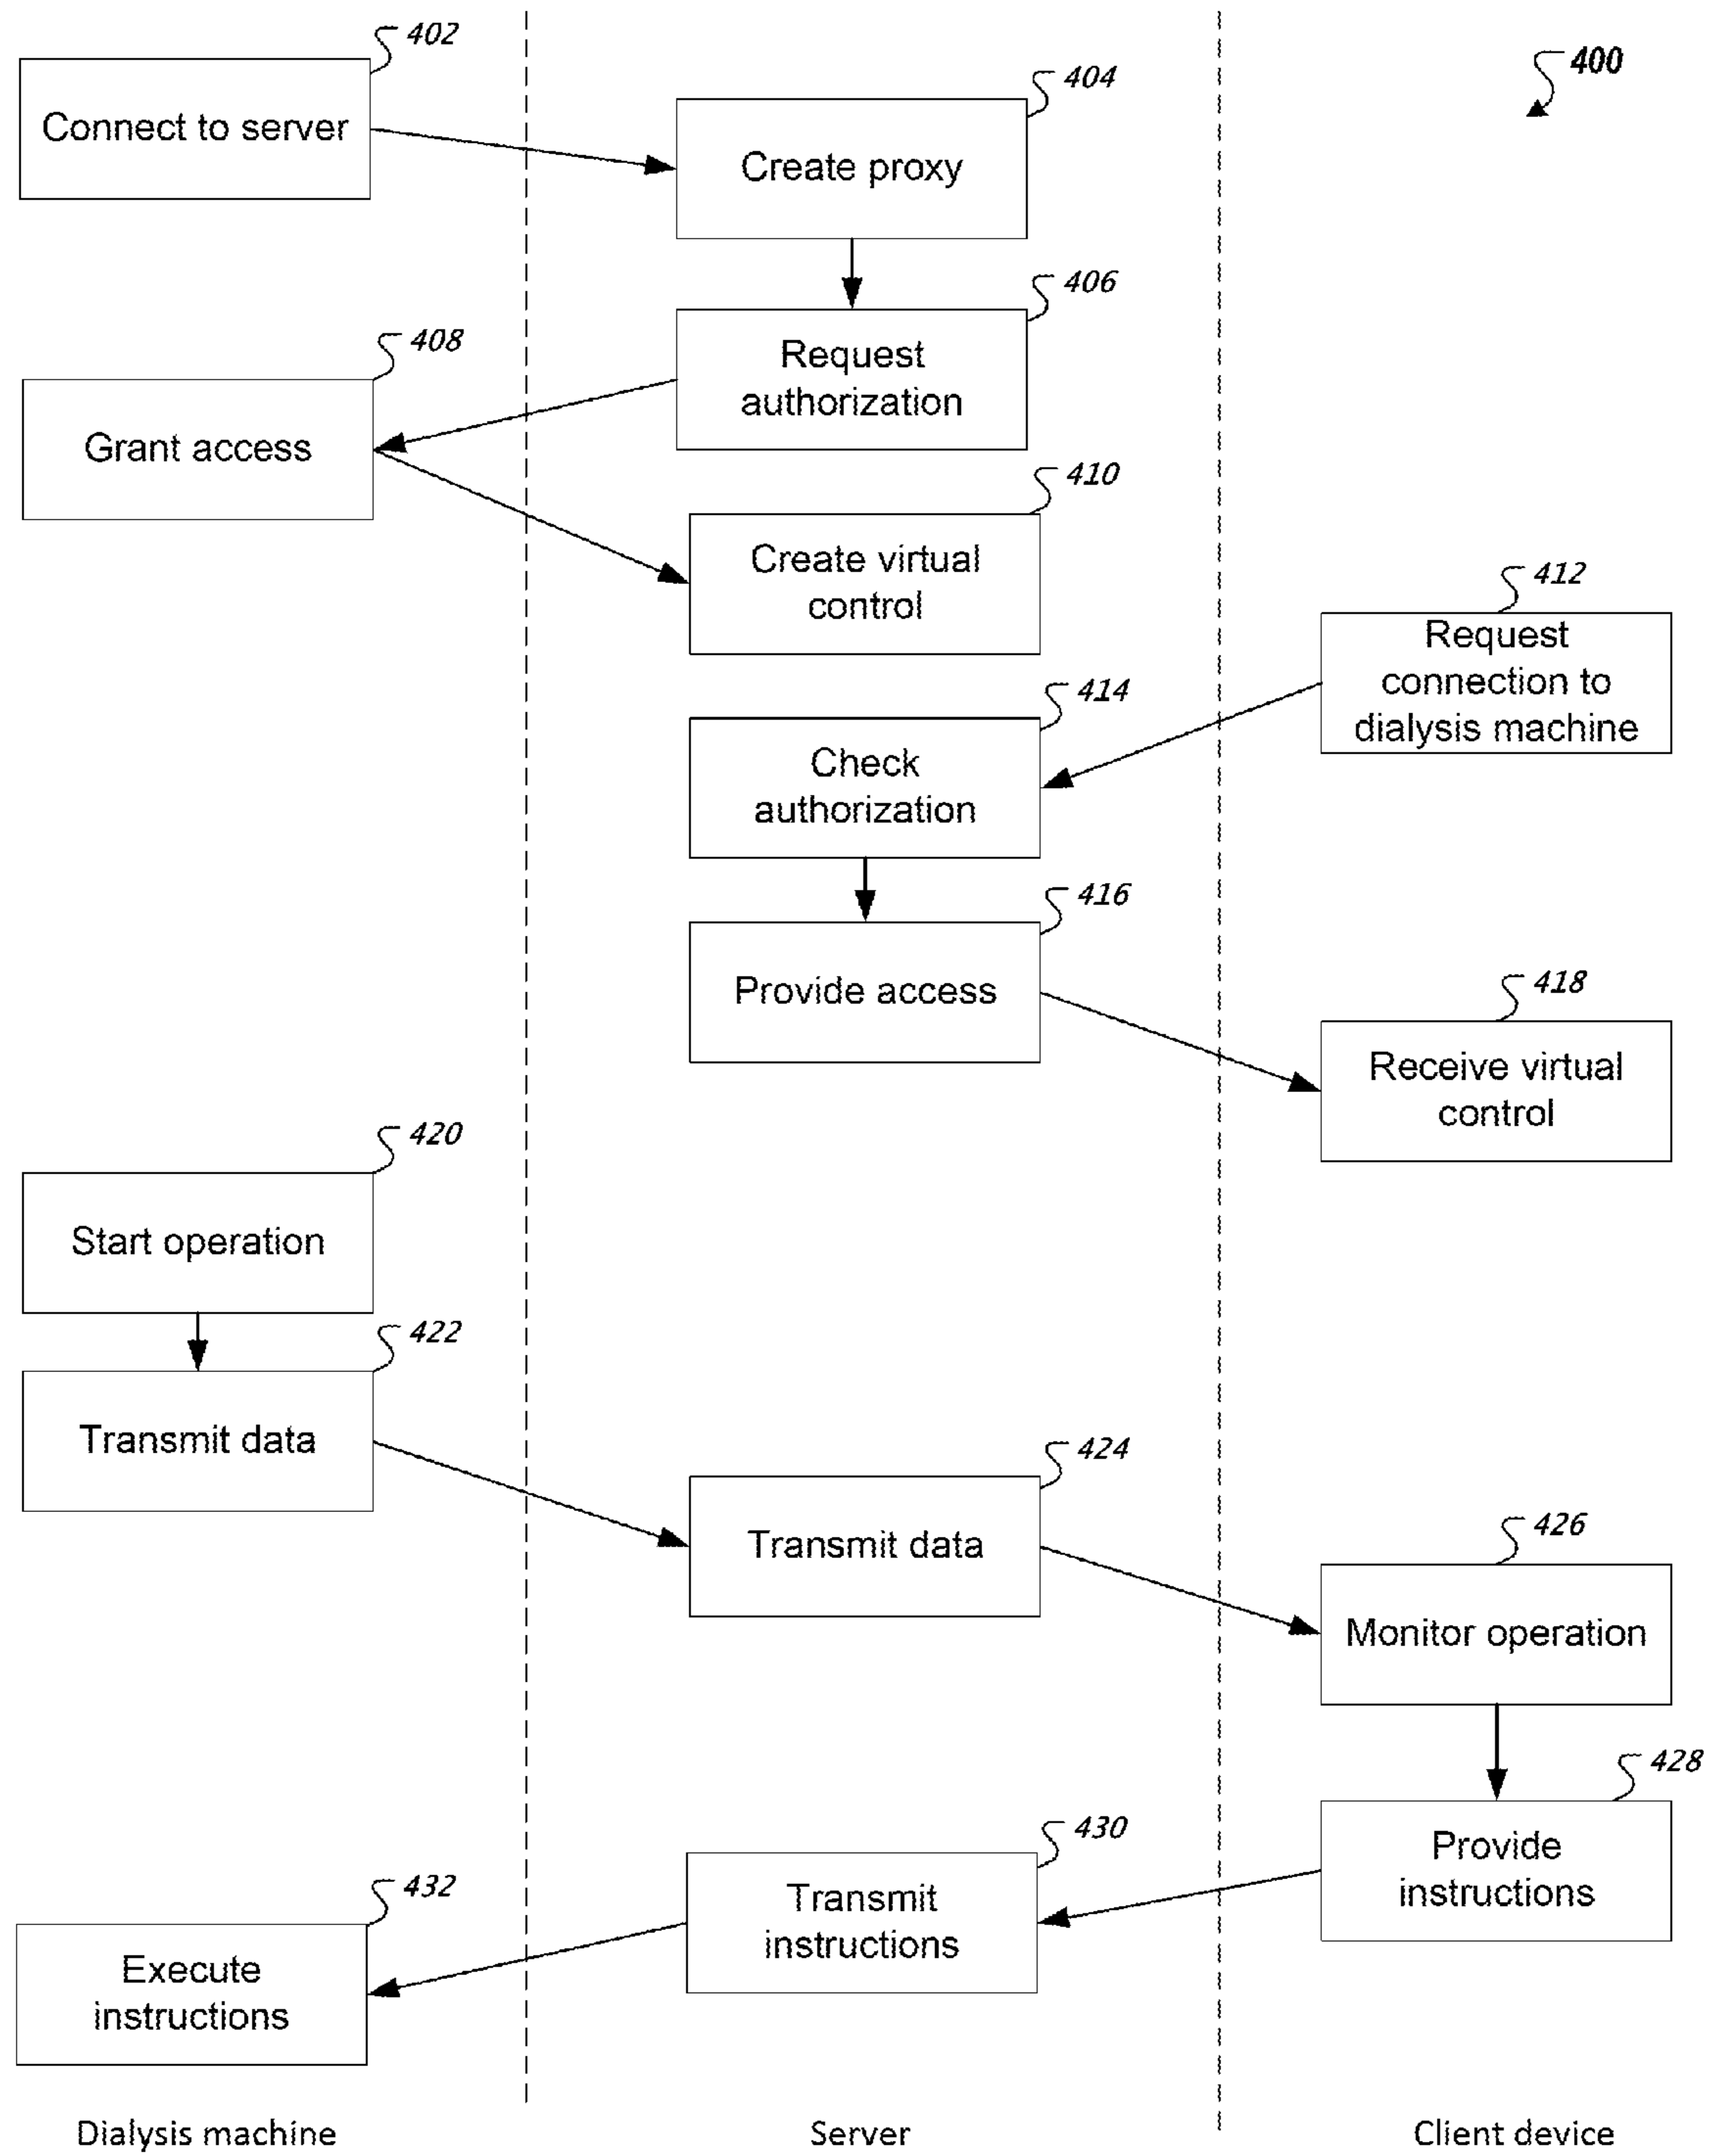 402
Connect to server
404
Create proxy
400
406
Request
authorization
408
Grant access
410
Create virtual
control
412
Request
connection to
dialysis machine
414
Check
authorization
416
Provide access
418
Receive virtual
control
420
Start operation
422
Transmit data
424
Transmit data
426
Monitor operation
428
Provide
instructions
430
Transmit
instructions
432
Execute
instructions
Dialysis machine
Server
Client device